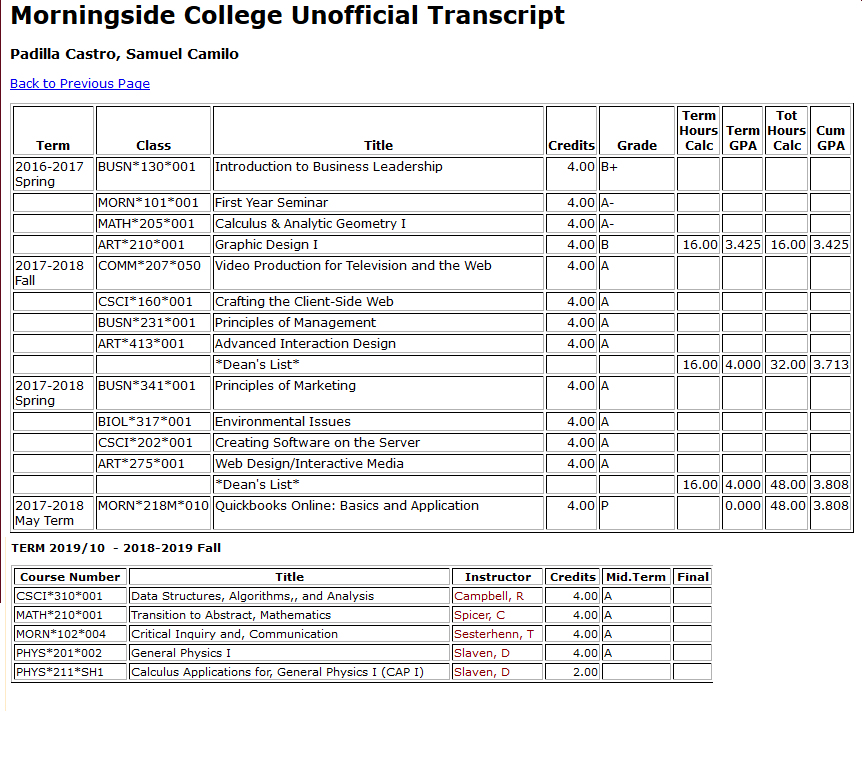 Morningside College Unofficial Transcript
Padilla Castro, Samuel Camilo
Back to Previous Page
Term Class Title Credits Grade Term Hours Calc Term GPA Tot Hours Calc Cum GPA
2016-2017 Spring BUSN*130*001 Introduction to Business Leadership 4.00 B+
MORN*101*001 First Year Seminar 4.00 A-
MATH*205*001 Calculus & Analytic Geometry I 4.00 A-
ART*210*001 Graphic Design I 4.00 B 16.00 3.425 16.00 3.425
2017-2018 Fall COMM*207*050 Video Production for Television and the Web 4.00 A
CSCI*160*001 Crafting the Client-Side Web 4.00 A
BUSN*231*001 Principles of Management 4.00 A
ART*413*001 Advanced Interaction Design 4.00 A
*Dean's List* 16.00 4.000 32.00 3.713
2017-2018 Spring BUSN*341*001 Principles of Marketing 4.00 A
BIOL*317*001 Environmental Issues 4.00 A
CSCI*202*001 Creating Software on the Server 4.00 A
ART*275*001 Web Design/Interactive Media 4.00 A
*Dean's List* 16.00 4.000 48.00 3.808
2017-2018 May Term MORN*218M*010 Quickbooks Online: Basics and Application 4.00 P 0.000 48.00 3.808
TERM 2019/10 - 2018-2019 Fall
Course Number Title Instructor Credits Mid.Term Final
CSCI*310*001 Data Structures, Algorithms,, and Analysis Campbell, R 4.00 A
MATH*210*001 Transition to Abstract, Mathematics Spicer, C 4.00 A
MORN*102*004 Critical Inquiry and, Communication Sesterhenn, T 4.00 A
PHYS*201*002 General Physics I Slaven, D 4.00 A
PHYS*211*SH1 Calculus Applications for, General Physics I (CAP I) Slaven, D 2.00